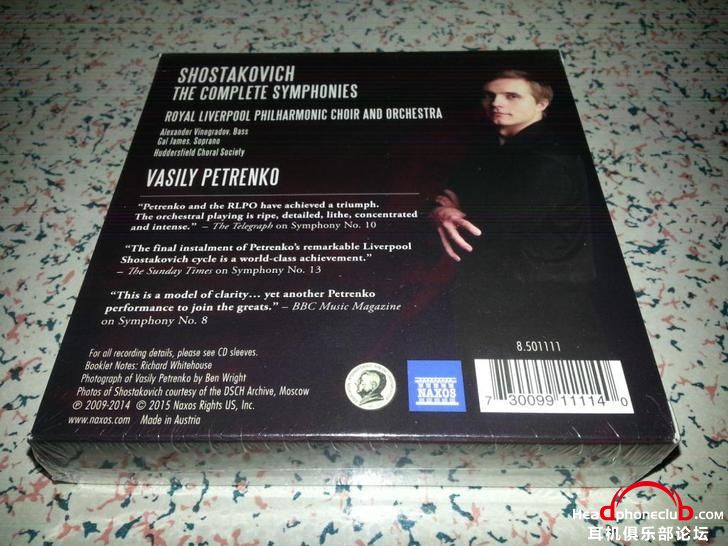 SHOSTAKOVICH
THE COMPLETE SYMPHONIES
ROYAL LIVERPOOL PHILHARMONIC CHOIR AND ORCHESTRA
Alexander Vinogradov, Bass
Gal James, Soprano
Huddersfield Choral Society
VASILY PETRENKO
“Petrenko and the RLPO have achieved a triumph.
The orchestral playing is ripe, detailed, lithe, concentrated
and intense.” – The Telegraph on Symphony No. 10
“The final instalment of Petrenko’s remarkable Liverpool
Shostakovich cycle is a world-class achievement.”
– The Sunday Times on Symphony No. 13
“This is a model of clarity… yet another Petrenko
performance to join the greats.” – BBC Music Magazine
on Symphony No. 8
8.501111
For all recording details, please see CD sleeves.
Booklet Notes: Richard Whitehouse
Photograph of Vasily Petrenko by Ben Wright
Photos of Shostakovich courtesy of the DSCH Archive, Moscow
℗ 2009-2014 © 2015 Naxos Rights US, Inc.
www.naxos.com Made in Austria
NAXOS
7 30099 11114 0
HeadphoneclubD.com
耳机俱乐部论坛